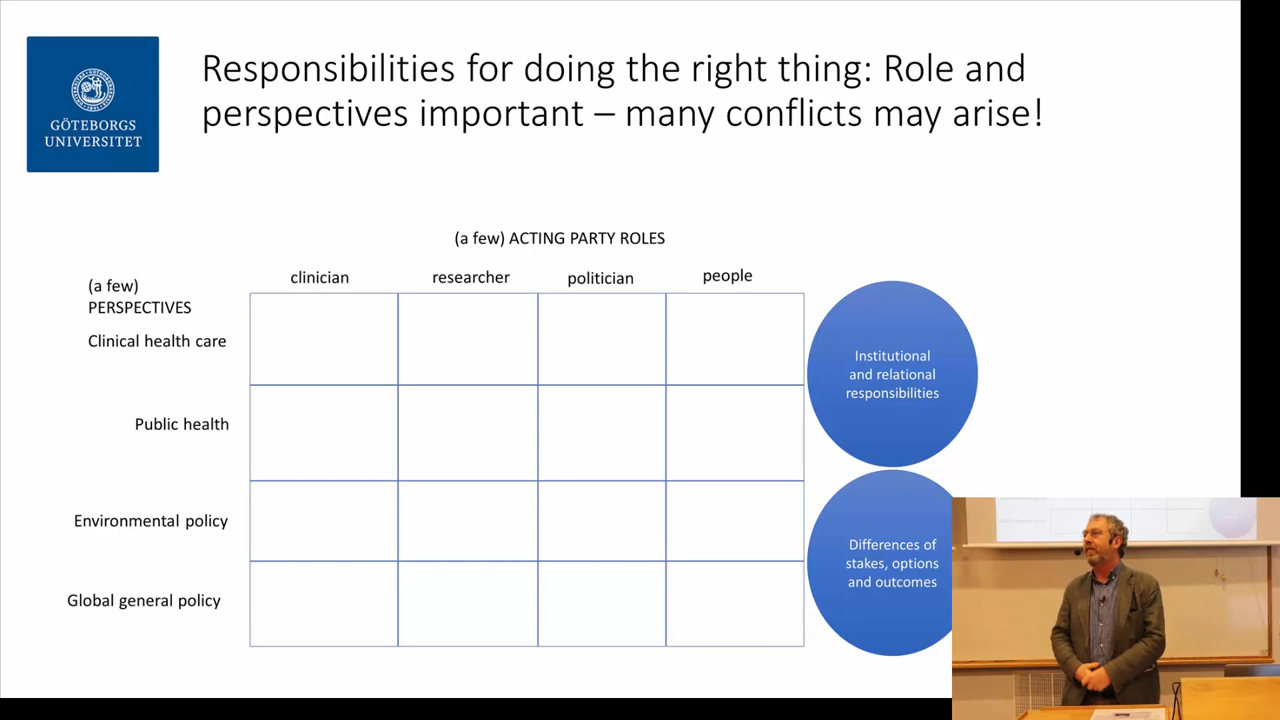 GÖTEBORGS
UNIVERSITET
Responsibilities for doing the right thing: Role and
perspectives important – many conflicts may arise!
(a few) ACTING PARTY ROLES
(a few)
PERSPECTIVES
clinician
researcher
politician
people
Clinical health care
Public health
Environmental policy
Global general policy
Institutional
and relational
responsibilities
Differences of
stakes, options
and outcomes